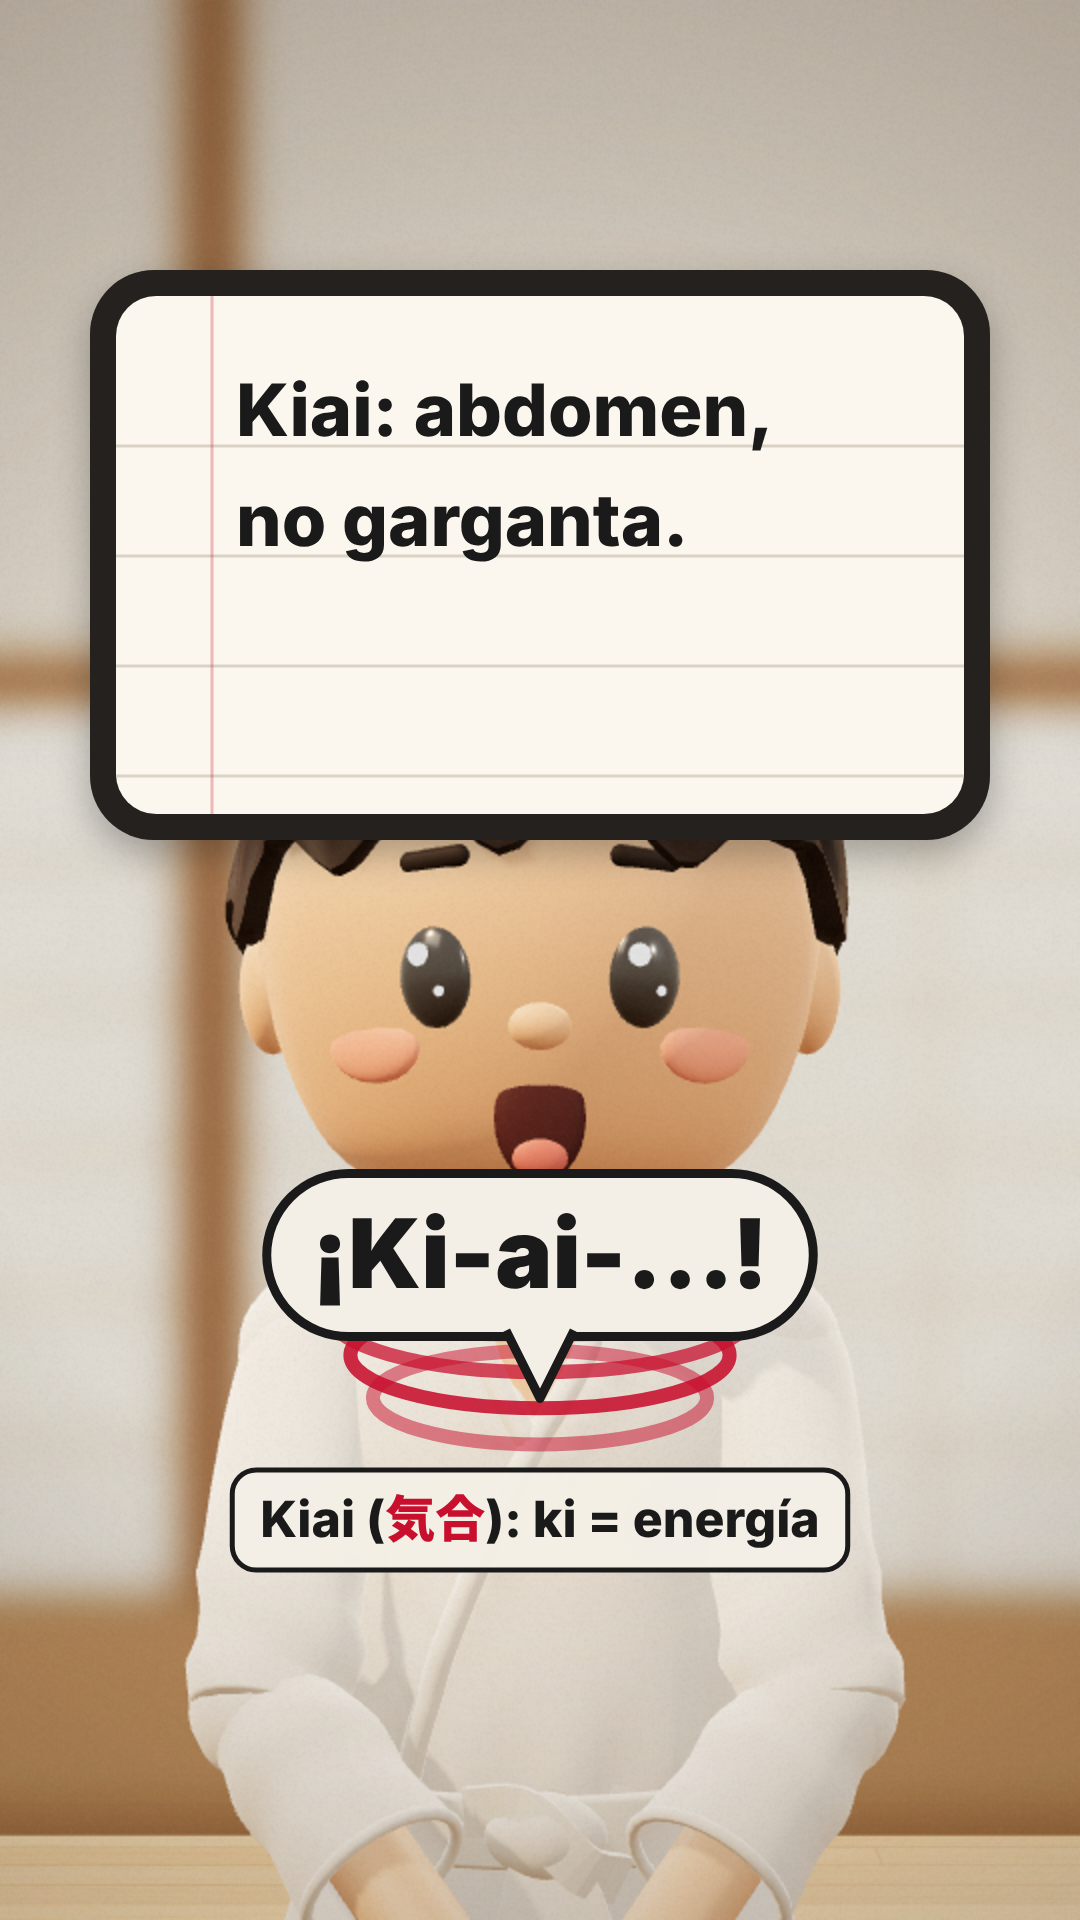 Kiai: abdomen,
no garganta.
¡Ki-ai-...!
Kiai (気合): ki = energía